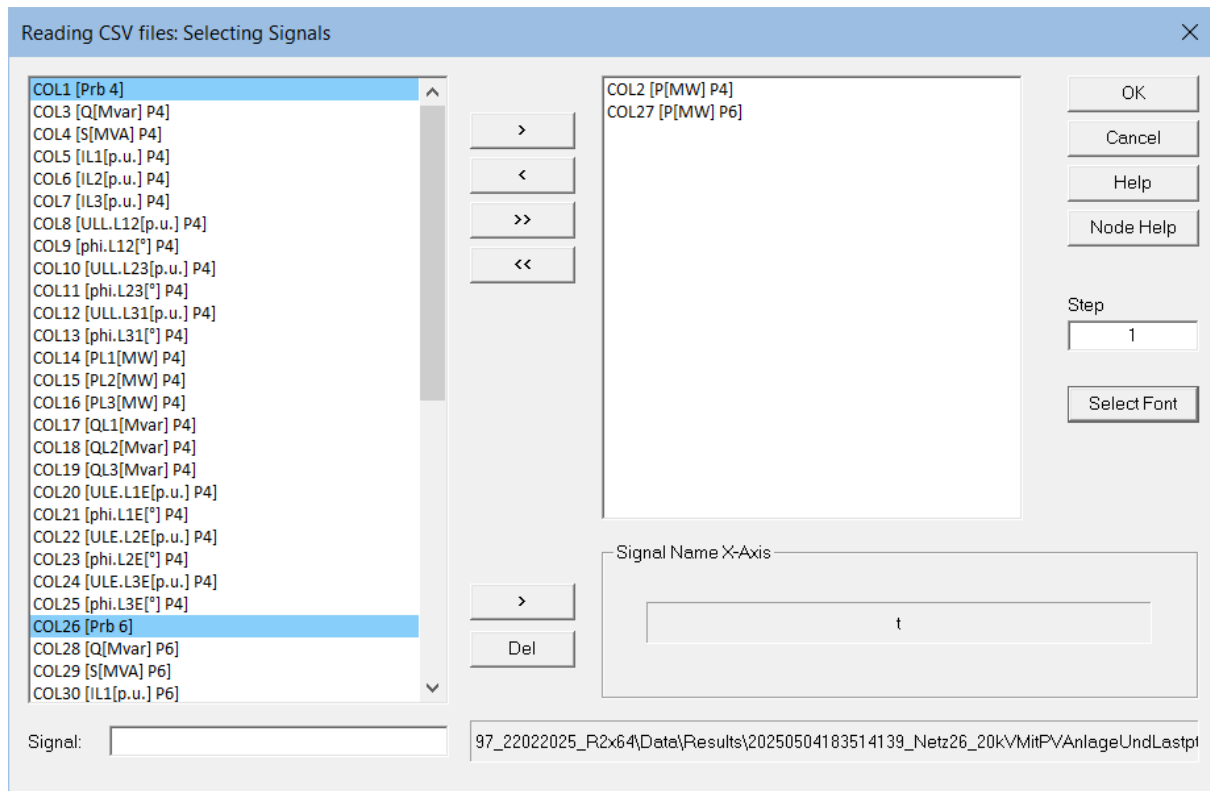 Reading CSV files: Selecting Signals
COL1 [Prb 4]
COL3 [Q[Mvar] P4]
COL4 [S[MVA] P4]
COL5 [IL1[p.u.] P4]
COL6 [IL2[p.u.] P4]
COL7 [IL3[p.u.] P4]
COL8 [ULL.L12[p.u.] P4]
COL9 [phi.L12[°] P4]
COL10 [ULL.L23[p.u.] P4]
COL11 [phi.L23[°] P4]
COL12 [ULL.L31[p.u.] P4]
COL13 [phi.L31[°] P4]
COL14 [PL1[MW] P4]
COL15 [PL2[MW] P4]
COL16 [PL3[MW] P4]
COL17 [QL1[Mvar] P4]
COL18 [QL2[Mvar] P4]
COL19 [QL3[Mvar] P4]
COL20 [ULE.L1E[p.u.] P4]
COL21 [phi.L1E[°] P4]
COL22 [ULE.L2E[p.u.] P4]
COL23 [phi.L2E[°] P4]
COL24 [ULE.L3E[p.u.] P4]
COL25 [phi.L3E[°] P4]
COL26 [Prb 6]
COL28 [Q[Mvar] P6]
COL29 [S[MVA] P6]
COL30 [IL1[p.u.] P6]
Signal:
>
<
>>
<<
>
Del
COL2 [P[MW] P4]
COL27 [P[MW] P6]
Signal Name X-Axis
t
97_22022025_R2x64\Data\Results\20250504183514139_Netz26_20kVMitPVAnlageUndLastpt
OK
Cancel
Help
Node Help
Step
1
Select Font